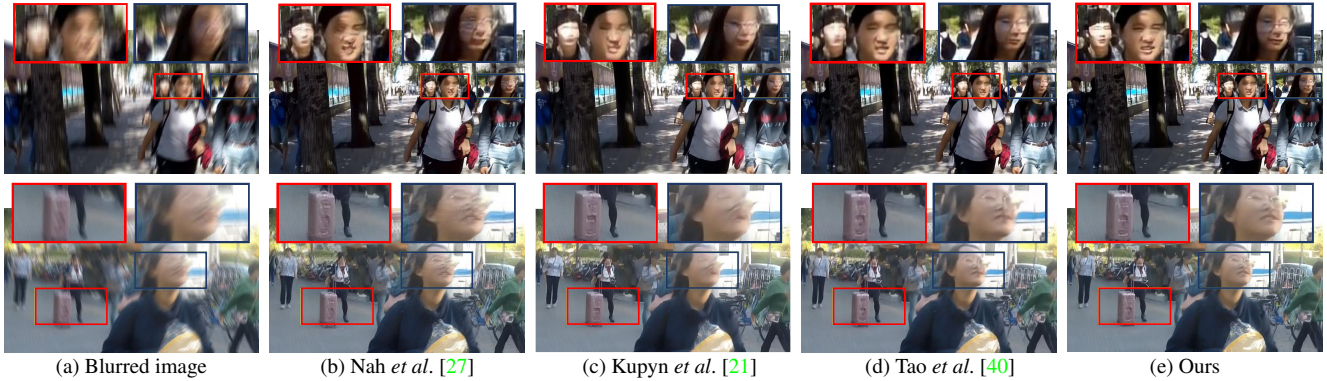 (a) Blurred image
(b) Nah et al. [27]
(c) Kupyn et al. [21]
(d) Tao et al. [40]
(e) Ours